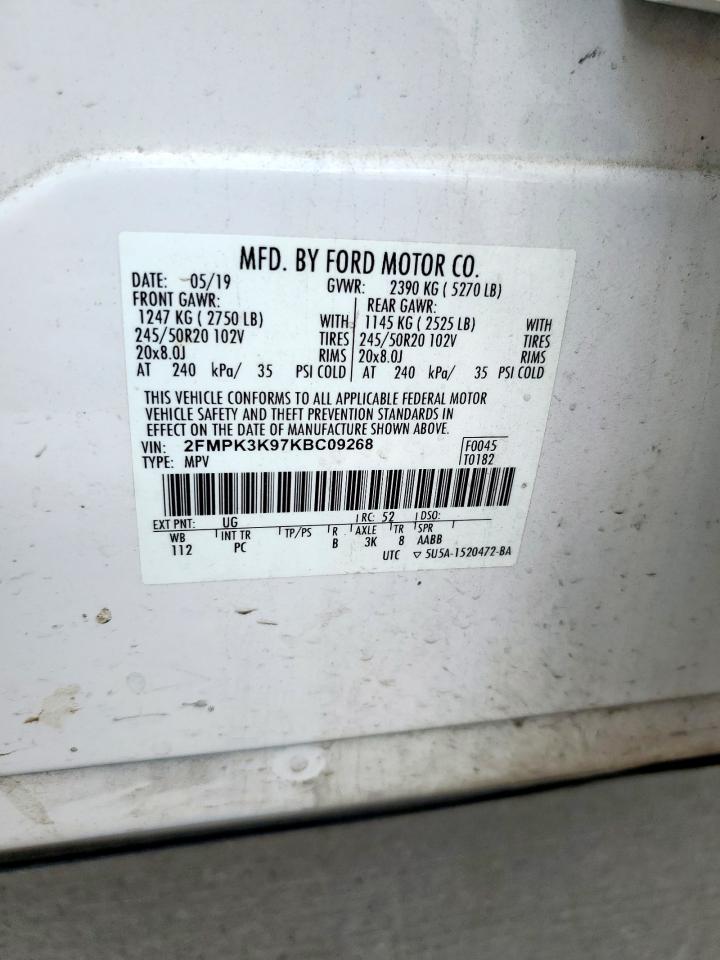 MFD. BY FORD MOTOR CO.
DATE: 05/19 GVWR: 2390 KG ( 5270 LB)
FRONT GAWR: REAR GAWR:
1247 KG ( 2750 LB) WITH 1145 KG ( 2525 LB) WITH
245/50R20 102V TIRES 245/50R20 102V TIRES
20x8.0J RIMS 20x8.0J RIMS
AT 240 kPa/ 35 PSI COLD AT 240 kPa/ 35 PSI COLD
THIS VEHICLE CONFORMS TO ALL APPLICABLE FEDERAL MOTOR
VEHICLE SAFETY AND THEFT PREVENTION STANDARDS IN
EFFECT ON THE DATE OF MANUFACTURE SHOWN ABOVE.
VIN: 2FMPK3K97KBC09268 F0045
TYPE: MPV T0182
EXT PNT: UG RC: 52 DSO:
WB INT TR TP/PS R AXLE TR SPR
112 PC B 3K 8 AABB
UTC ▽ 5U5A-1520472-BA